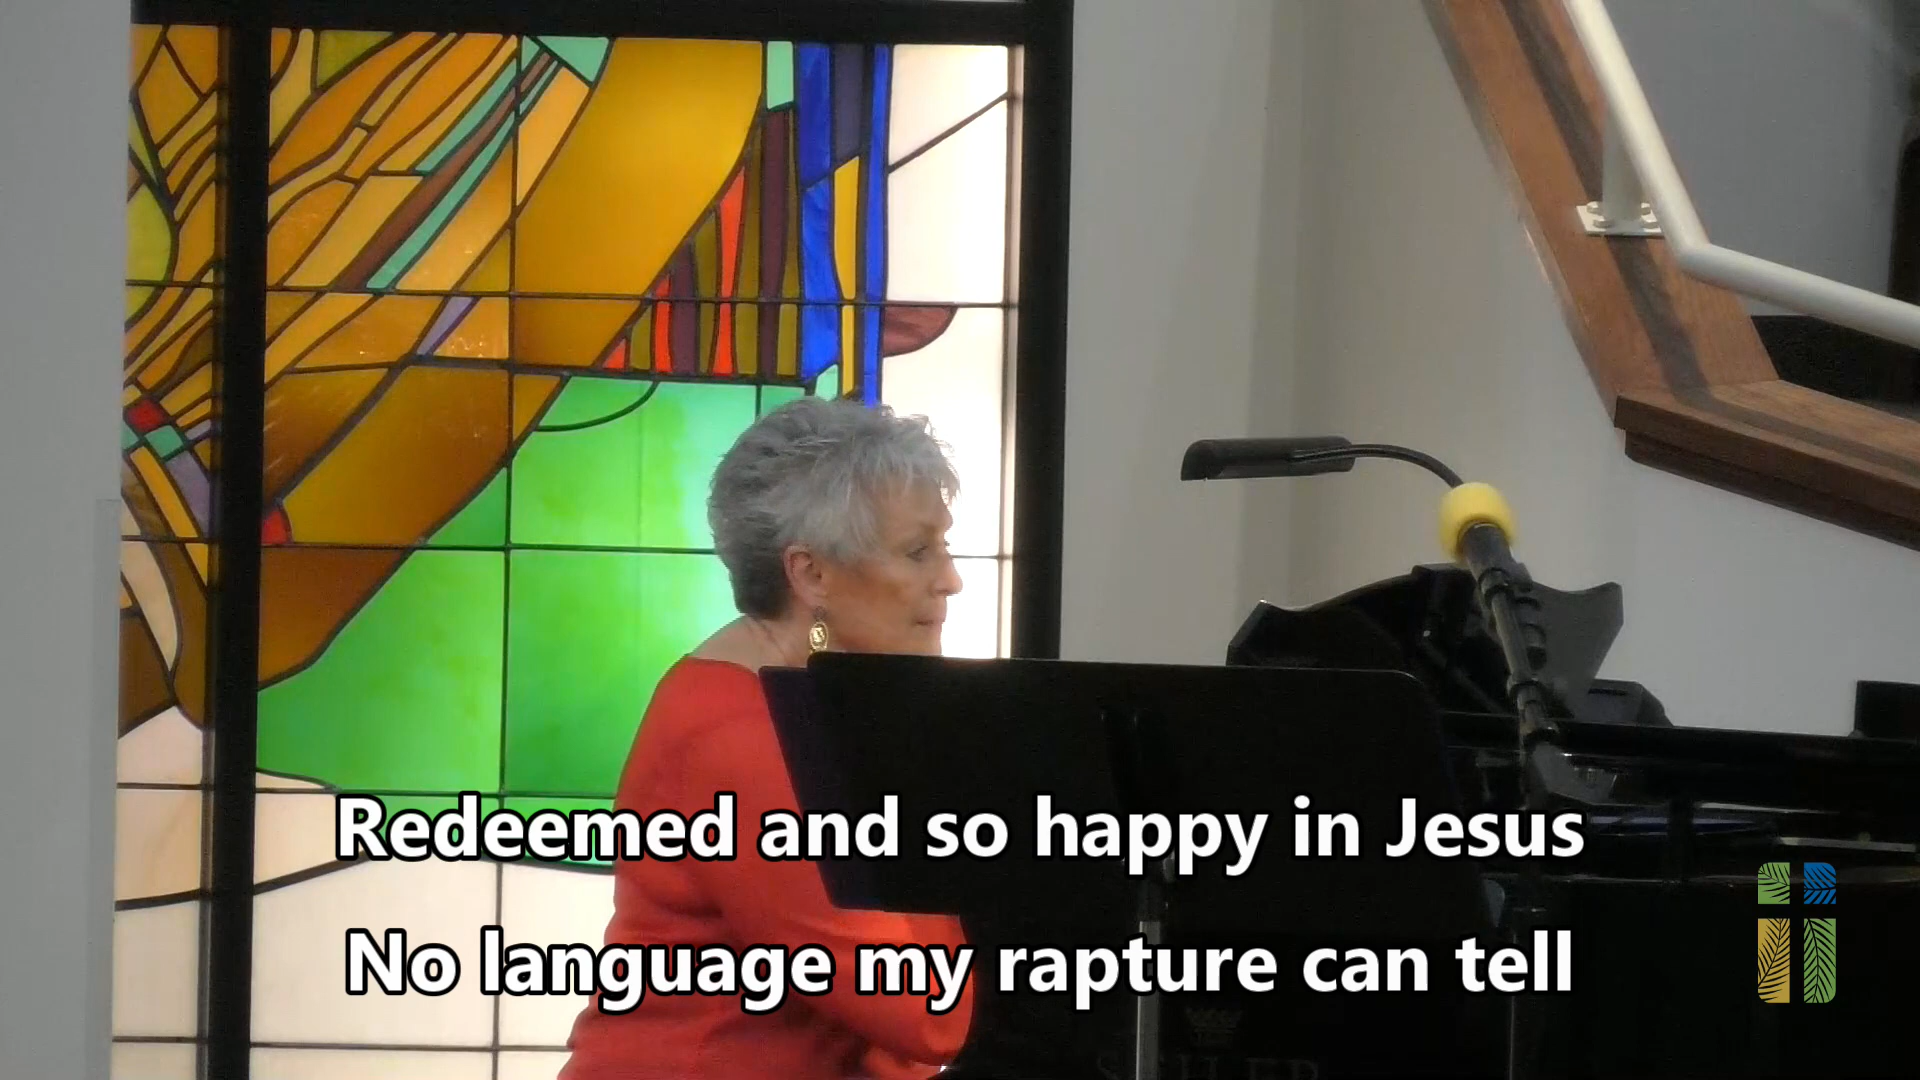 Redeemed and so happy in Jesus
No language my rapture can tell